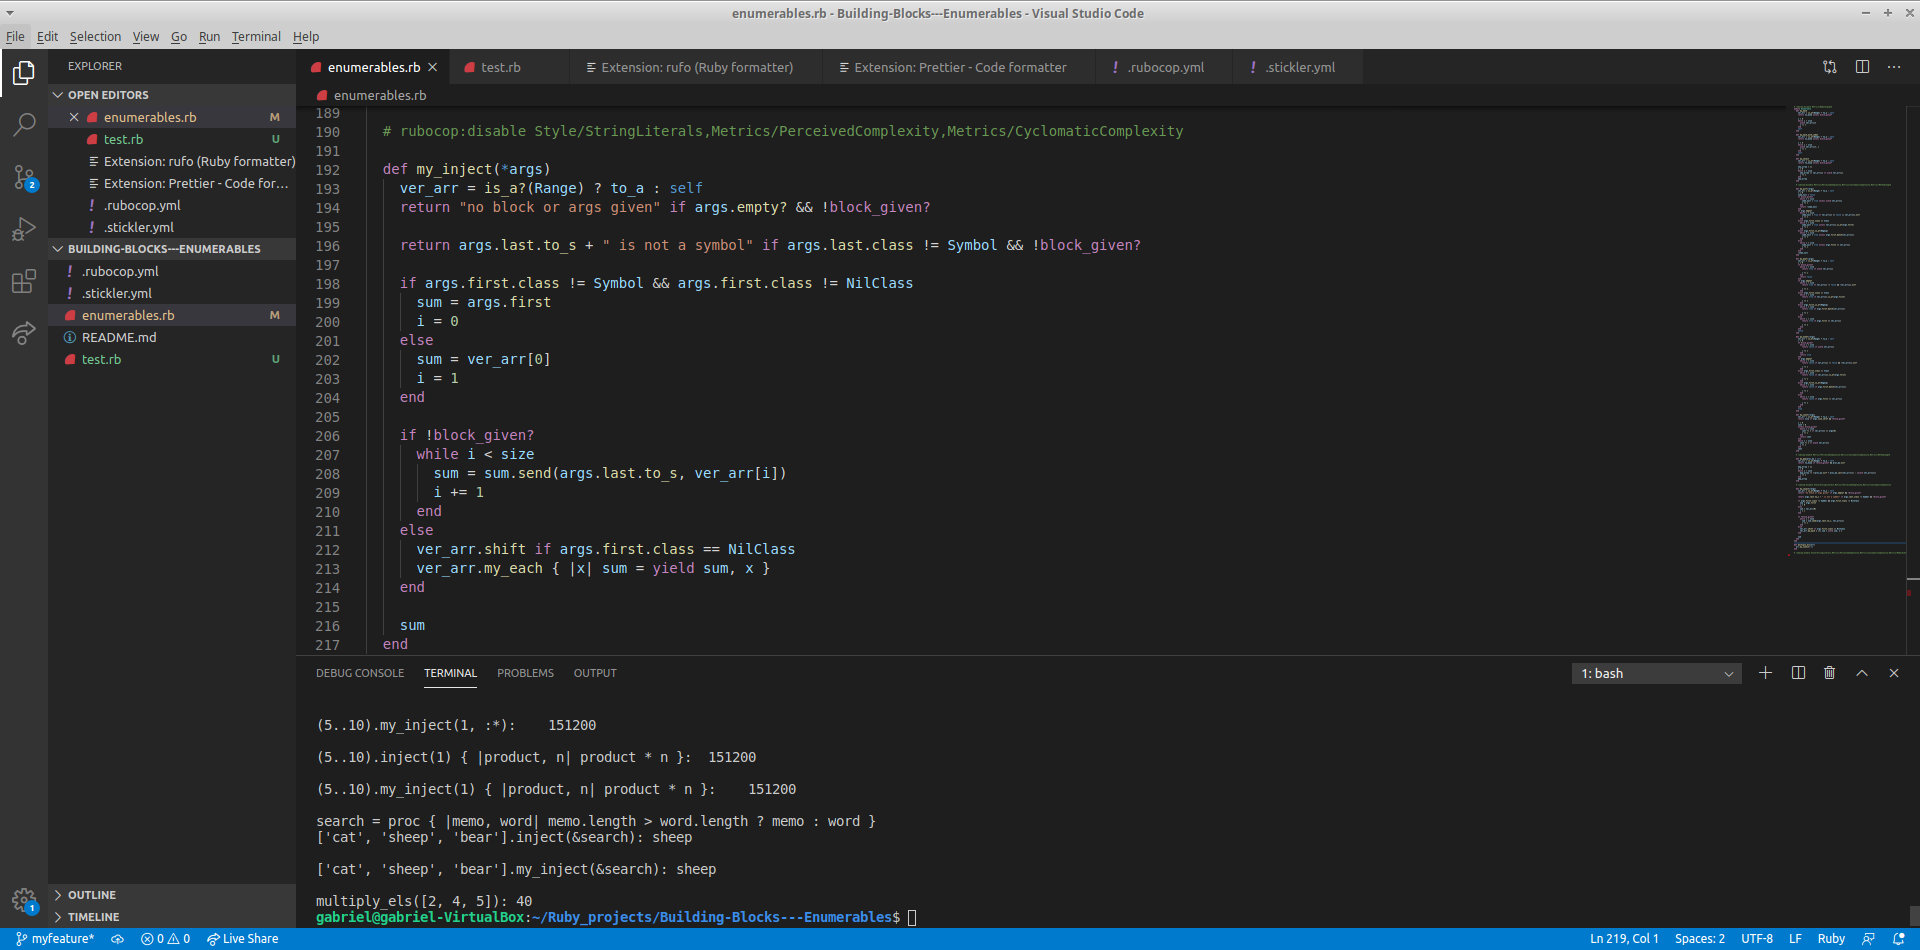 enumerables.rb - Building-Blocks---Enumerables - Visual Studio Code
File Edit Selection View Go Run Terminal Help
EXPLORER
OPEN EDITORS
enumerables.rb M
test.rb U
Extension: rufo (Ruby formatter)
Extension: Prettier - Code for...
! .rubocop.yml
! .stickler.yml
BUILDING-BLOCKS---ENUMERABLES
! .rubocop.yml
! .stickler.yml
enumerables.rb M
README.md
test.rb U
OUTLINE
TIMELINE
2
1
enumerables.rb test.rb Extension: rufo (Ruby formatter) Extension: Prettier - Code formatter ! .rubocop.yml ! .stickler.yml
enumerables.rb
189
190 # rubocop:disable Style/StringLiterals,Metrics/PerceivedComplexity,Metrics/CyclomaticComplexity
191
192 def my_inject(*args)
193 ver_arr = is_a?(Range) ? to_a : self
194 return "no block or args given" if args.empty? && !block_given?
195
196 return args.last.to_s + " is not a symbol" if args.last.class != Symbol && !block_given?
197
198 if args.first.class != Symbol && args.first.class != NilClass
199 sum = args.first
200 i = 0
201 else
202 sum = ver_arr[0]
203 i = 1
204 end
205
206 if !block_given?
207 while i < size
208 sum = sum.send(args.last.to_s, ver_arr[i])
209 i += 1
210 end
211 else
212 ver_arr.shift if args.first.class == NilClass
213 ver_arr.my_each { |x| sum = yield sum, x }
214 end
215
216 sum
217 end
DEBUG CONSOLE TERMINAL PROBLEMS OUTPUT 1: bash
(5..10).my_inject(1, :*): 151200
(5..10).inject(1) { |product, n| product * n }: 151200
(5..10).my_inject(1) { |product, n| product * n }: 151200
search = proc { |memo, word| memo.length > word.length ? memo : word }
['cat', 'sheep', 'bear'].inject(&search): sheep
['cat', 'sheep', 'bear'].my_inject(&search): sheep
multiply_els([2, 4, 5]): 40
gabriel@gabriel-VirtualBox:~/Ruby_projects/Building-Blocks---Enumerables$
myfeature* 0 0 Live Share Ln 219, Col 1 Spaces: 2 UTF-8 LF Ruby